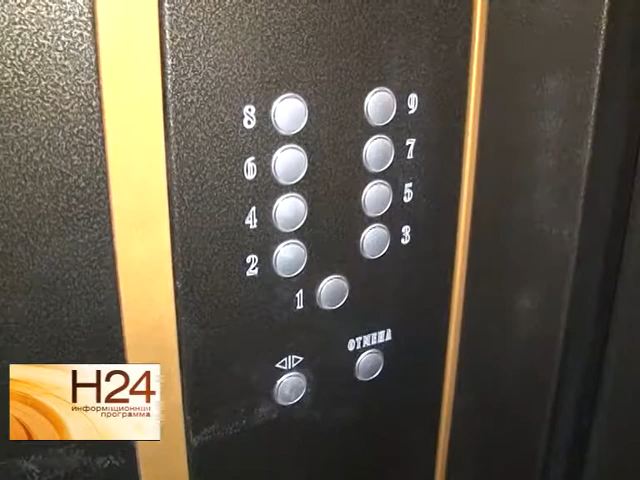 8 9
6 7
4 5
2 3
1
◁|▷ ОТМЕНА
Н24
информационная
программа